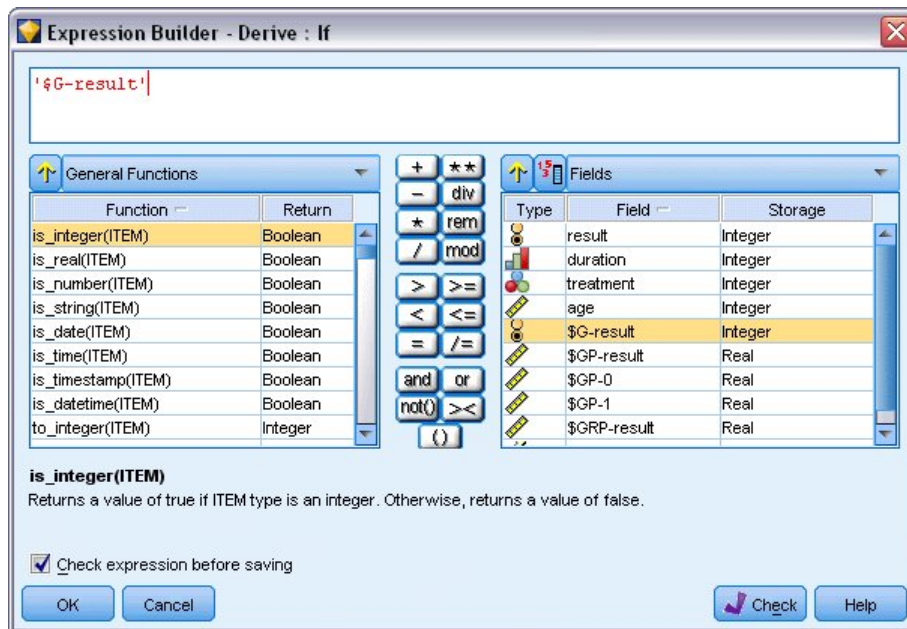 Expression Builder - Derive : If
'$G-result'
General Functions
Function Return
is_integer(ITEM) Boolean
is_real(ITEM) Boolean
is_number(ITEM) Boolean
is_string(ITEM) Boolean
is_date(ITEM) Boolean
is_time(ITEM) Boolean
is_timestamp(ITEM) Boolean
is_datetime(ITEM) Boolean
to_integer(ITEM) Integer
+ **
- div
* rem
/ mod
> >=
< <=
= /=
and or
not() ><
()
Fields
Type Field Storage
result Integer
duration Integer
treatment Integer
age Integer
$G-result Integer
$GP-result Real
$GP-0 Real
$GP-1 Real
$GRP-result Real
is_integer(ITEM)
Returns a value of true if ITEM type is an integer. Otherwise, returns a value of false.
Check expression before saving
OK Cancel Check Help